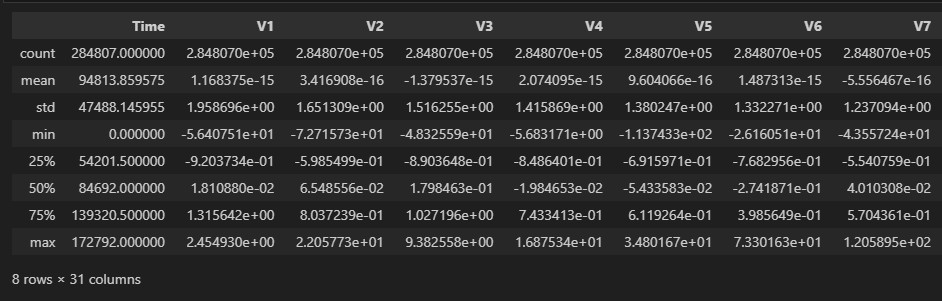 Time V1 V2 V3 V4 V5 V6 V7
count 284807.000000 2.848070e+05 2.848070e+05 2.848070e+05 2.848070e+05 2.848070e+05 2.848070e+05 2.848070e+05
mean 94813.859575 1.168375e-15 3.416908e-16 -1.379537e-15 2.074095e-15 9.604066e-16 1.487313e-15 -5.556467e-16
std 47488.145955 1.958696e+00 1.651309e+00 1.516255e+00 1.415869e+00 1.380247e+00 1.332271e+00 1.237094e+00
min 0.000000 -5.640751e+01 -7.271573e+01 -4.832559e+01 -5.683171e+00 -1.137433e+02 -2.616051e+01 -4.355724e+01
25% 54201.500000 -9.203734e-01 -5.985499e-01 -8.903648e-01 -8.486401e-01 -6.915971e-01 -7.682956e-01 -5.540759e-01
50% 84692.000000 1.810880e-02 6.548556e-02 1.798463e-01 -1.984653e-02 -5.433583e-02 -2.741871e-01 4.010308e-02
75% 139320.500000 1.315642e+00 8.037239e-01 1.027196e+00 7.433413e-01 6.119264e-01 3.985649e-01 5.704361e-01
max 172792.000000 2.454930e+00 2.205773e+01 9.382558e+00 1.687534e+01 3.480167e+01 7.330163e+01 1.205895e+02
8 rows × 31 columns